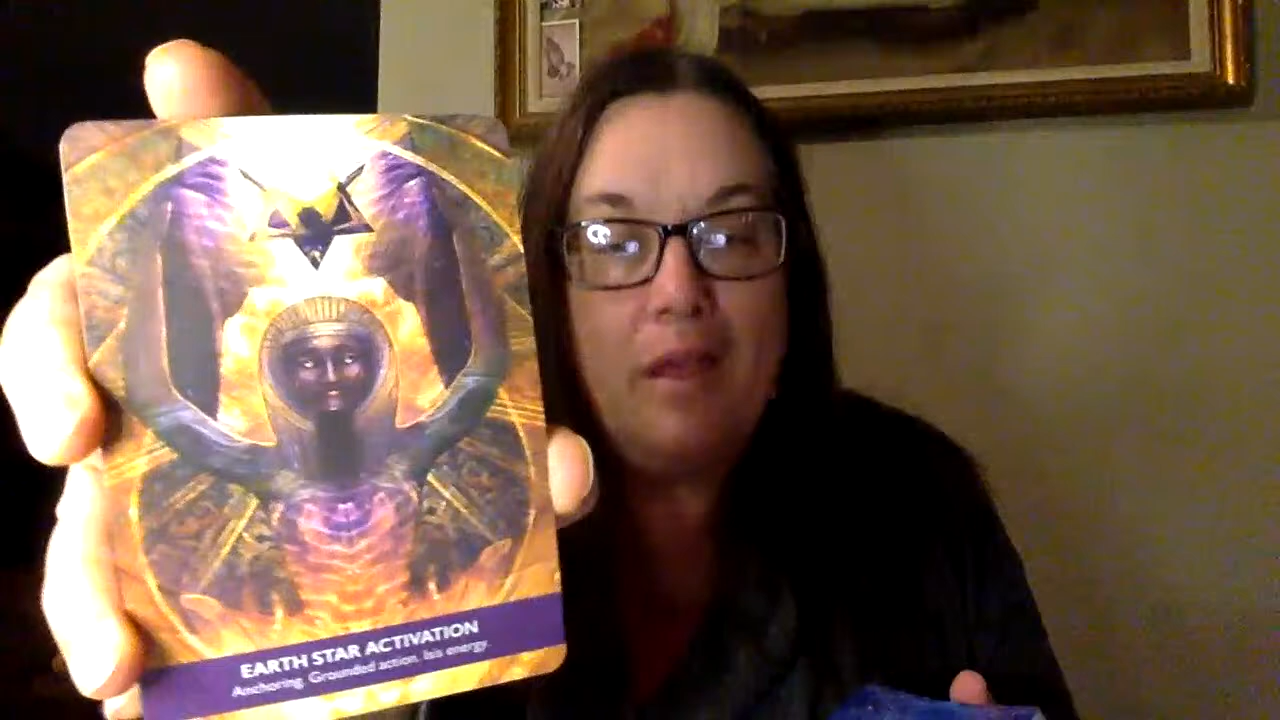 EARTH STAR ACTIVATION
Anchoring. Grounded action. Isis energy.